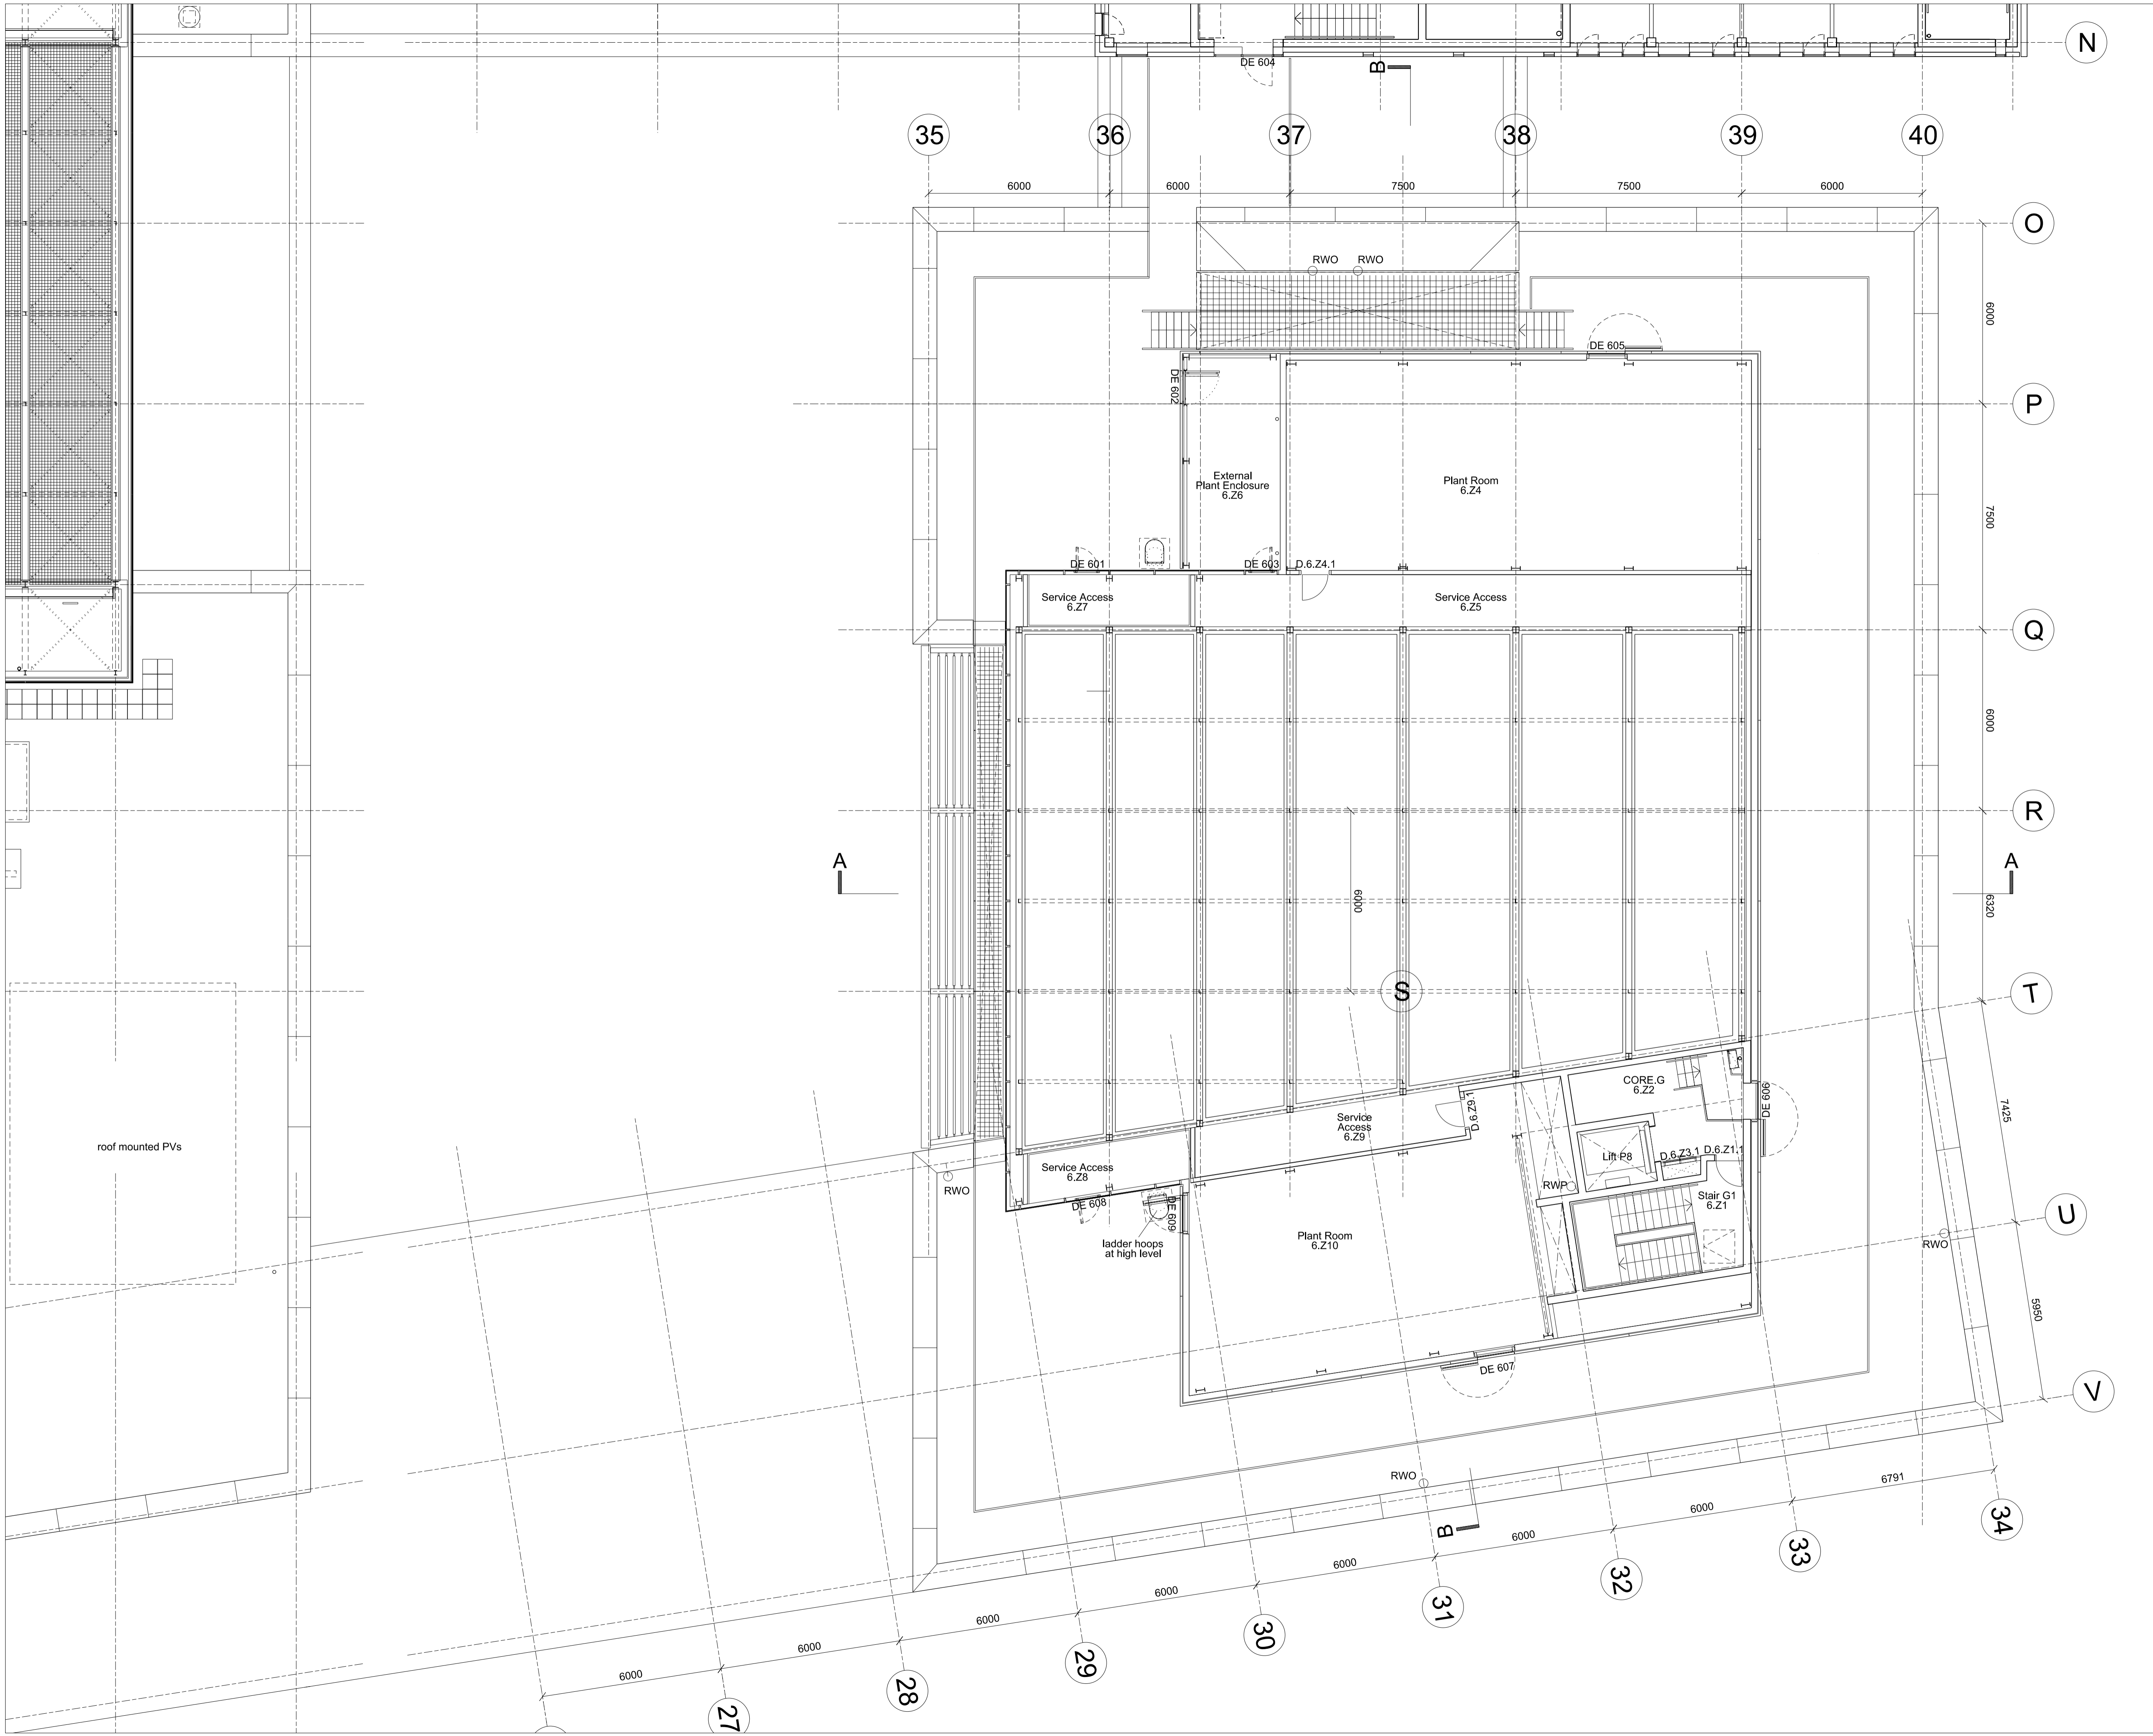 N
DE 604
B
35
36
37
38
39
40
6000
6000
7500
7500
6000
O
RWO
RWO
6000
DE 605
DE 602
P
External
Plant Enclosure
6.Z6
Plant Room
6.Z4
7500
DE 601
DE 603
D.6.Z4.1
Service Access
6.Z7
Service Access
6.Z5
Q
6000
R
A
A
6000
6320
S
T
CORE.G
6.Z2
DE 606
7425
Service
Access
6.Z9
D.6.Z9.1
roof mounted PVs
Lift P8
D.6.Z3.1
D.6.Z1.1
Service Access
6.Z8
RWO
RWP
Stair G1
6.Z1
DE 608
DE 609
U
ladder hoops
at high level
Plant Room
6.Z10
RWO
5950
DE 607
V
RWO
6791
6000
B
6000
34
6000
33
6000
32
6000
31
6000
30
6000
29
28
27